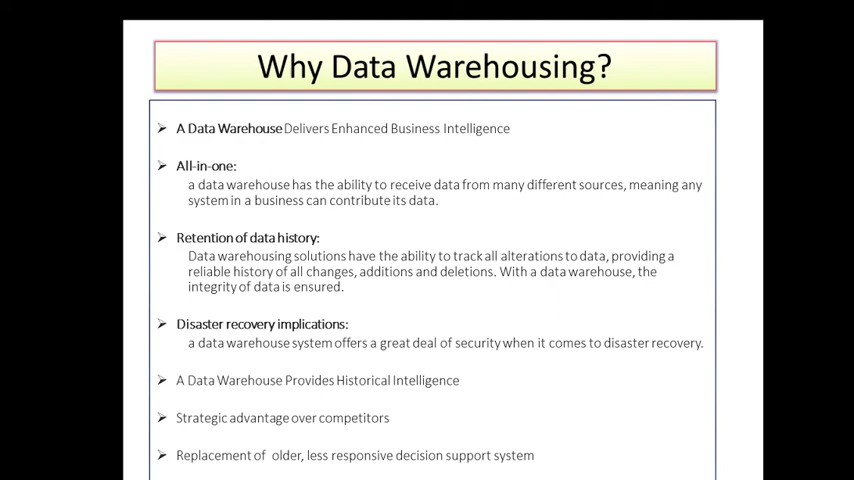 Why Data Warehousing?
➢ A Data Warehouse Delivers Enhanced Business Intelligence
➢ All-in-one:
a data warehouse has the ability to receive data from many different sources, meaning any
system in a business can contribute its data.
➢ Retention of data history:
Data warehousing solutions have the ability to track all alterations to data, providing a
reliable history of all changes, additions and deletions. With a data warehouse, the
integrity of data is ensured.
➢ Disaster recovery implications:
a data warehouse system offers a great deal of security when it comes to disaster recovery.
➢ A Data Warehouse Provides Historical Intelligence
➢ Strategic advantage over competitors
➢ Replacement of older, less responsive decision support system